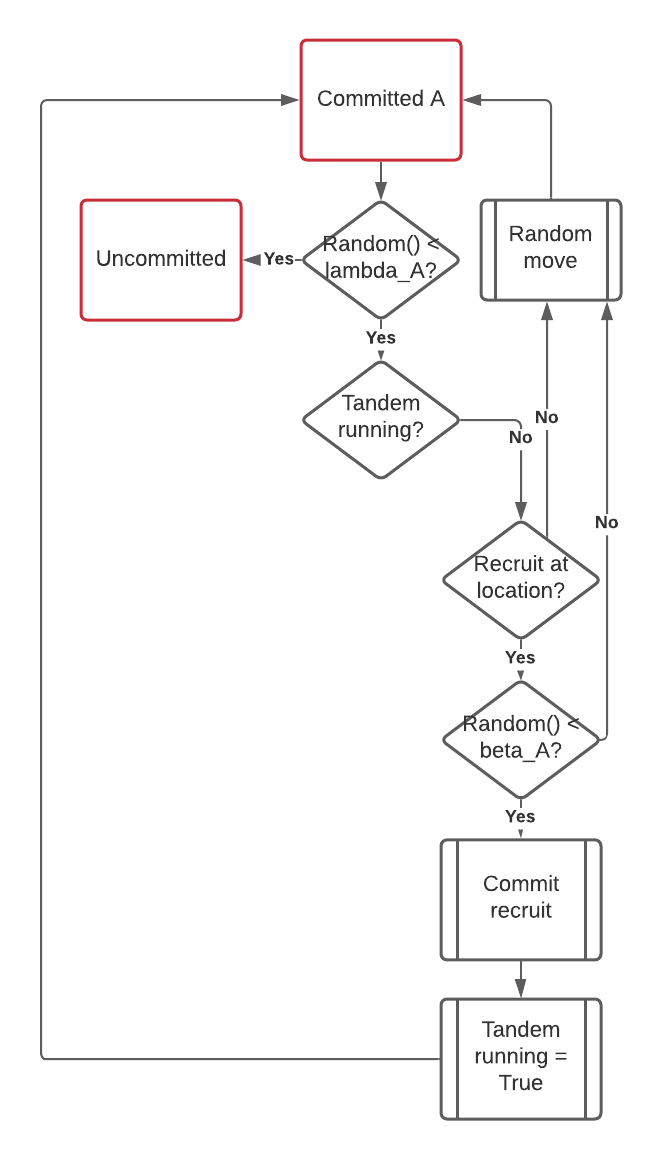 Committed A
Uncommitted
Yes
Random() <
lambda_A?
Random
move
Yes
Tandem
running?
No
No
No
Recruit at
location?
Yes
Random() <
beta_A?
Yes
Commit
recruit
Tandem
running =
True